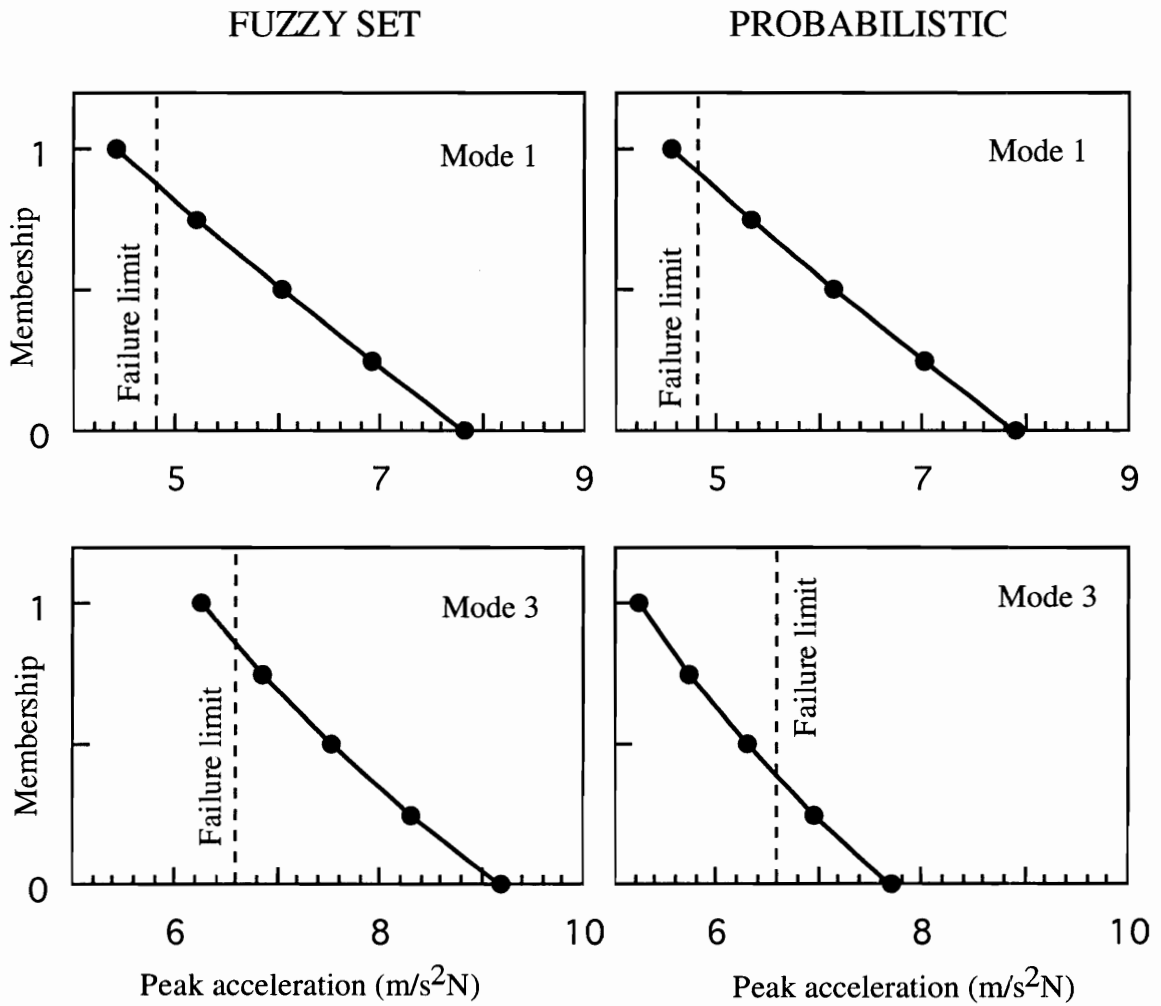 FUZZY SET
PROBABILISTIC
Membership
1
0
Failure limit
Mode 1
5
7
9
Failure limit
Mode 1
5
7
9
Membership
1
0
Failure limit
Mode 3
6
8
10
Peak acceleration (m/s²N)
Failure limit
Mode 3
6
8
10
Peak acceleration (m/s²N)